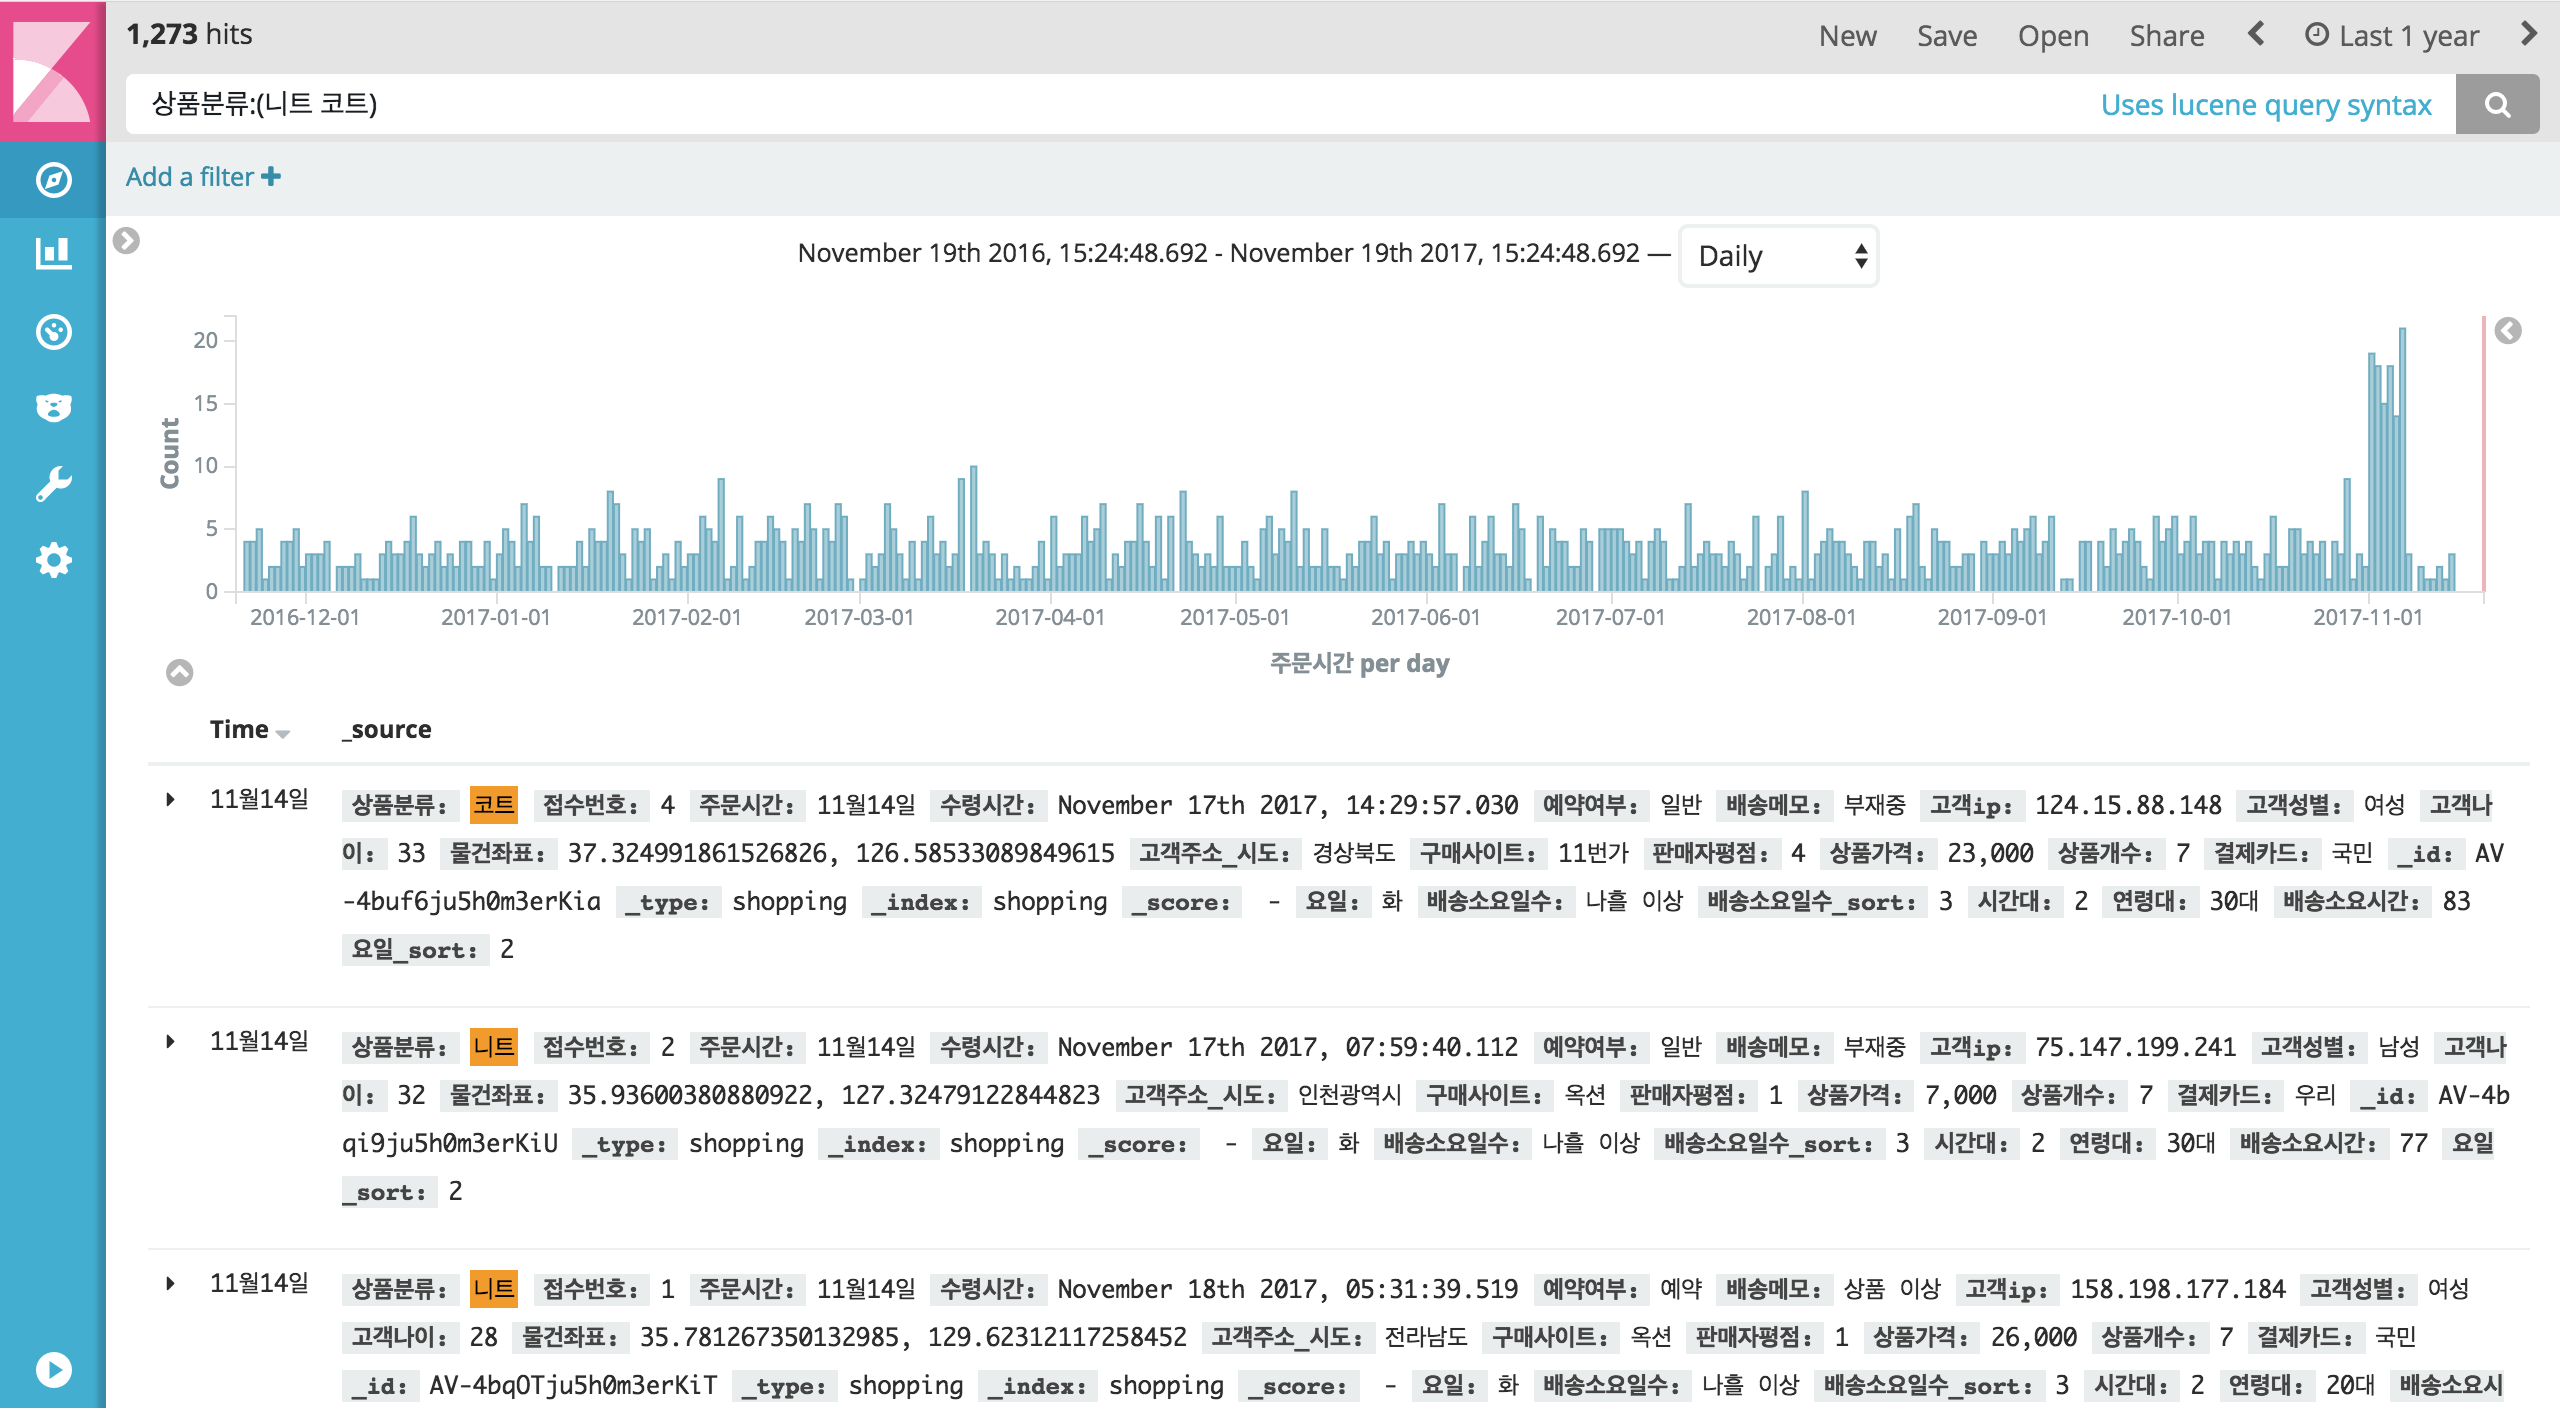 1,273 hits New Save Open Share Last 1 year
상품분류:(니트 코트) Uses lucene query syntax
Add a filter
November 19th 2016, 15:24:48.692 - November 19th 2017, 15:24:48.692 — Daily
20
15
10
5
0
Count
2016-12-01 2017-01-01 2017-02-01 2017-03-01 2017-04-01 2017-05-01 2017-06-01 2017-07-01 2017-08-01 2017-09-01 2017-10-01 2017-11-01
주문시간 per day
Time _source
11월14일 상품분류: 코트 접수번호: 4 주문시간: 11월14일 수령시간: November 17th 2017, 14:29:57.030 예약여부: 일반 배송메모: 부재중 고객ip: 124.15.88.148 고객성별: 여성 고객나
이: 33 물건좌표: 37.324991861526826, 126.58533089849615 고객주소_시도: 경상북도 구매사이트: 11번가 판매자평점: 4 상품가격: 23,000 상품개수: 7 결제카드: 국민 _id: AV
-4buf6ju5h0m3erKia _type: shopping _index: shopping _score: - 요일: 화 배송소요일수: 나흘 이상 배송소요일수_sort: 3 시간대: 2 연령대: 30대 배송소요시간: 83
요일_sort: 2
11월14일 상품분류: 니트 접수번호: 2 주문시간: 11월14일 수령시간: November 17th 2017, 07:59:40.112 예약여부: 일반 배송메모: 부재중 고객ip: 75.147.199.241 고객성별: 남성 고객나
이: 32 물건좌표: 35.93600380880922, 127.32479122844823 고객주소_시도: 인천광역시 구매사이트: 옥션 판매자평점: 1 상품가격: 7,000 상품개수: 7 결제카드: 우리 _id: AV-4b
qi9ju5h0m3erKiU _type: shopping _index: shopping _score: - 요일: 화 배송소요일수: 나흘 이상 배송소요일수_sort: 3 시간대: 2 연령대: 30대 배송소요시간: 77 요일
_sort: 2
11월14일 상품분류: 니트 접수번호: 1 주문시간: 11월14일 수령시간: November 18th 2017, 05:31:39.519 예약여부: 예약 배송메모: 상품 이상 고객ip: 158.198.177.184 고객성별: 여성
고객나이: 28 물건좌표: 35.781267350132985, 129.62312117258452 고객주소_시도: 전라남도 구매사이트: 옥션 판매자평점: 1 상품가격: 26,000 상품개수: 7 결제카드: 국민
_id: AV-4bqOTju5h0m3erKiT _type: shopping _index: shopping _score: - 요일: 화 배송소요일수: 나흘 이상 배송소요일수_sort: 3 시간대: 2 연령대: 20대 배송소요시